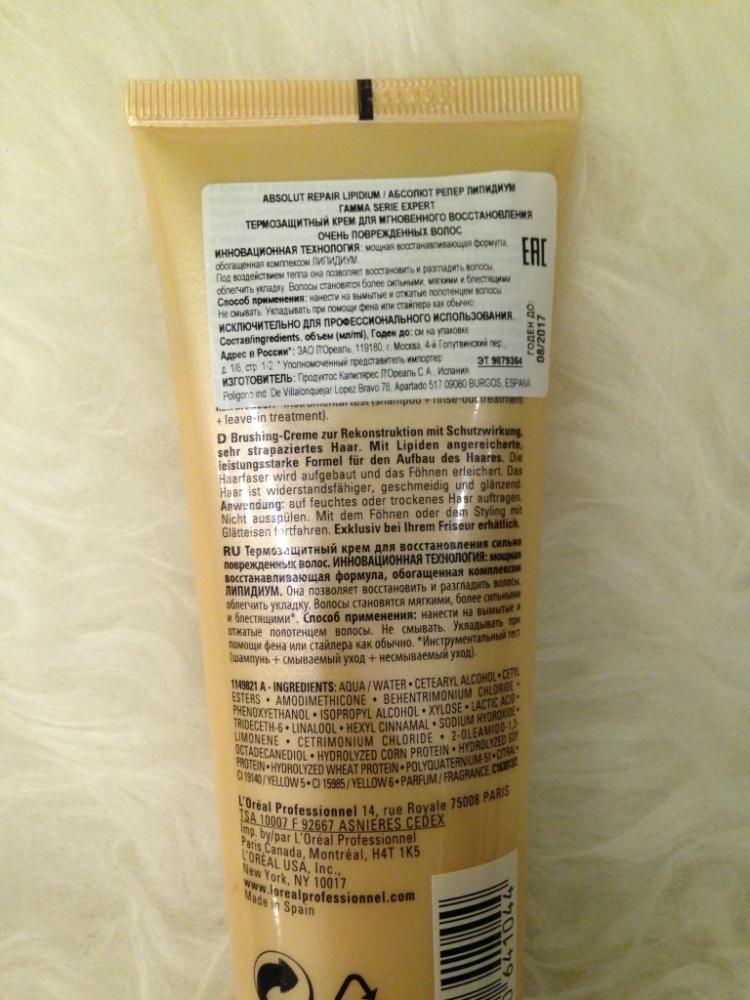 ABSOLUT REPAIR LIPIDIUM / АБСОЛЮТ РЕПЕР ЛИПИДИУМ
ГАММА SERIE EXPERT
ТЕРМОЗАЩИТНЫЙ КРЕМ ДЛЯ МГНОВЕННОГО ВОССТАНОВЛЕНИЯ
ОЧЕНЬ ПОВРЕЖДЕННЫХ ВОЛОС
ИННОВАЦИОННАЯ ТЕХНОЛОГИЯ: мощная восстанавливающая формула,
обогащенная комплексом ЛИПИДИУМ.
Под воздействием тепла она позволяет восстановить и разгладить волосы,
облегчить укладку. Волосы становятся более сильными, мягкими и блестящими
Способ применения: нанести на вымытые и отжатые полотенцем волосы.
Не смывать. Укладывать при помощи фена или стайлера как обычно.
ИСКЛЮЧИТЕЛЬНО ДЛЯ ПРОФЕССИОНАЛЬНОГО ИСПОЛЬЗОВАНИЯ.
Состав/ingredients, объем (мл/ml), Годен до: см на упаковке
Адрес в России*: ЗАО Л'Ореаль, 119180, г. Москва, 4-й Голутвинский пер.,
д. 1/8, стр. 1-2 * Уполномоченный представитель импортер
ЭТ 9879364
ИЗГОТОВИТЕЛЬ: Продуктос Капилярес Л'Ореаль С.А., Испания
Poligono ind. De Villalonquejar Lopez Bravo 78, Apartado 517 09080 BURGOS, ESPANA
EAC
ГОДЕН ДО:
08/2017
instrumental test (shampoo + rinse-out treatment
+ leave-in treatment).
D Brushing-Creme zur Rekonstruktion mit Schutzwirkung,
sehr strapaziertes Haar. Mit Lipiden angereicherte,
leistungsstarke Formel für den Aufbau des Haares. Die
Haarfaser wird aufgebaut und das Föhnen erleichert. Das
Haar ist widerstandsfähiger, geschmeidig und glänzend.
Anwendung: auf feuchtes oder trockenes Haar auftragen.
Nicht ausspülen. Mit dem Föhnen oder dem Styling mit
Glätteisen fortfahren. Exklusiv bei Ihrem Friseur erhätlich.
RU Термозащитный крем для восстановления сильно
поврежденных волос. ИННОВАЦИОННАЯ ТЕХНОЛОГИЯ: мощная
восстанавливающая формула, обогащенная комплексом
ЛИПИДИУМ. Она позволяет восстановить и разгладить волосы,
облегчить укладку. Волосы становятся мягкими, более сильными
и блестящими*. Способ применения: нанести на вымытые и
отжатые полотенцем волосы. Не смывать. Укладывать при
помощи фена или стайлера как обычно. *Инструментальный тест
(шампунь + смываемый уход + несмываемый уход).
1149821 A - INGREDIENTS: AQUA / WATER • CETEARYL ALCOHOL • CETYL
ESTERS • AMODIMETHICONE • BEHENTRIMONIUM CHLORIDE •
PHENOXYETHANOL • ISOPROPYL ALCOHOL • XYLOSE • LACTIC ACID •
TRIDECETH-6 • LINALOOL • HEXYL CINNAMAL • SODIUM HYDROXIDE •
LIMONENE • CETRIMONIUM CHLORIDE • 2-OLEAMIDO-1,3-
OCTADECANEDIOL • HYDROLYZED CORN PROTEIN • HYDROLYZED SOY
PROTEIN • HYDROLYZED WHEAT PROTEIN • POLYQUATERNIUM-51 • CITRAL •
CI 19140 / YELLOW 5 • CI 15985 / YELLOW 6 • PARFUM / FRAGRANCE.
L'Oréal Professionnel 14, rue Royale 75008 PARIS
TSA 10007 F 92667 ASNIERES CEDEX
Imp. by/par L'Oréal Professionnel
Paris Canada, Montréal, H4T 1K5
L'ORÉAL USA, Inc.,
New York, NY 10017
www.lorealprofessionnel.com
Made in Spain
641044